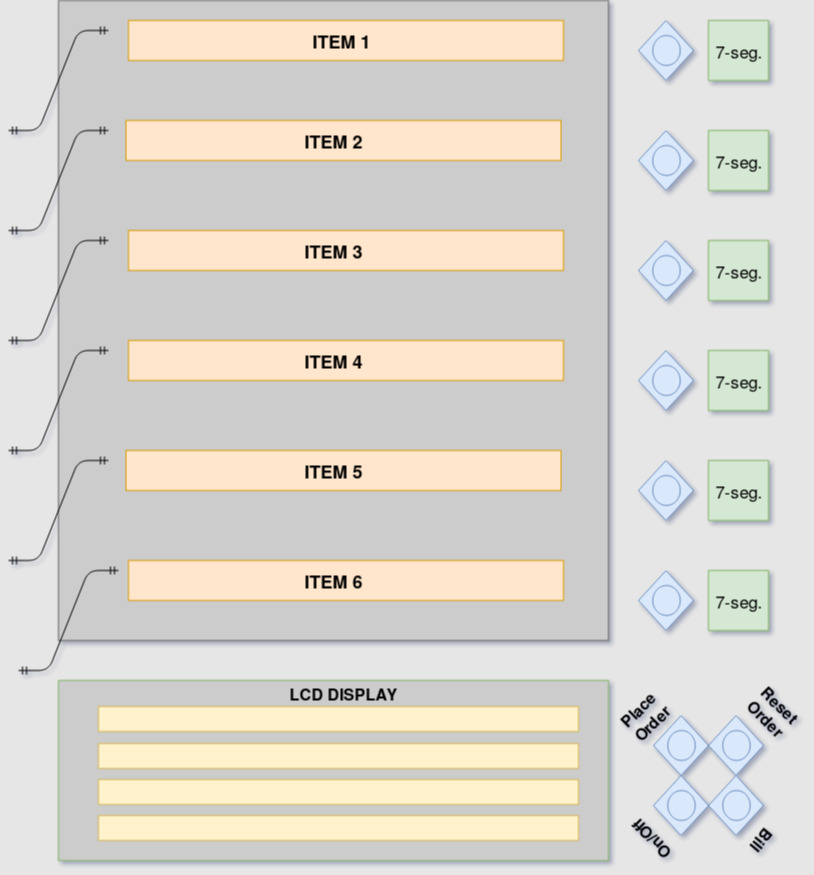 ITEM 1
7-seg.
ITEM 2
7-seg.
ITEM 3
7-seg.
ITEM 4
7-seg.
ITEM 5
7-seg.
ITEM 6
7-seg.
LCD DISPLAY
Place
Order
Reset
Order
On/Off
Bill